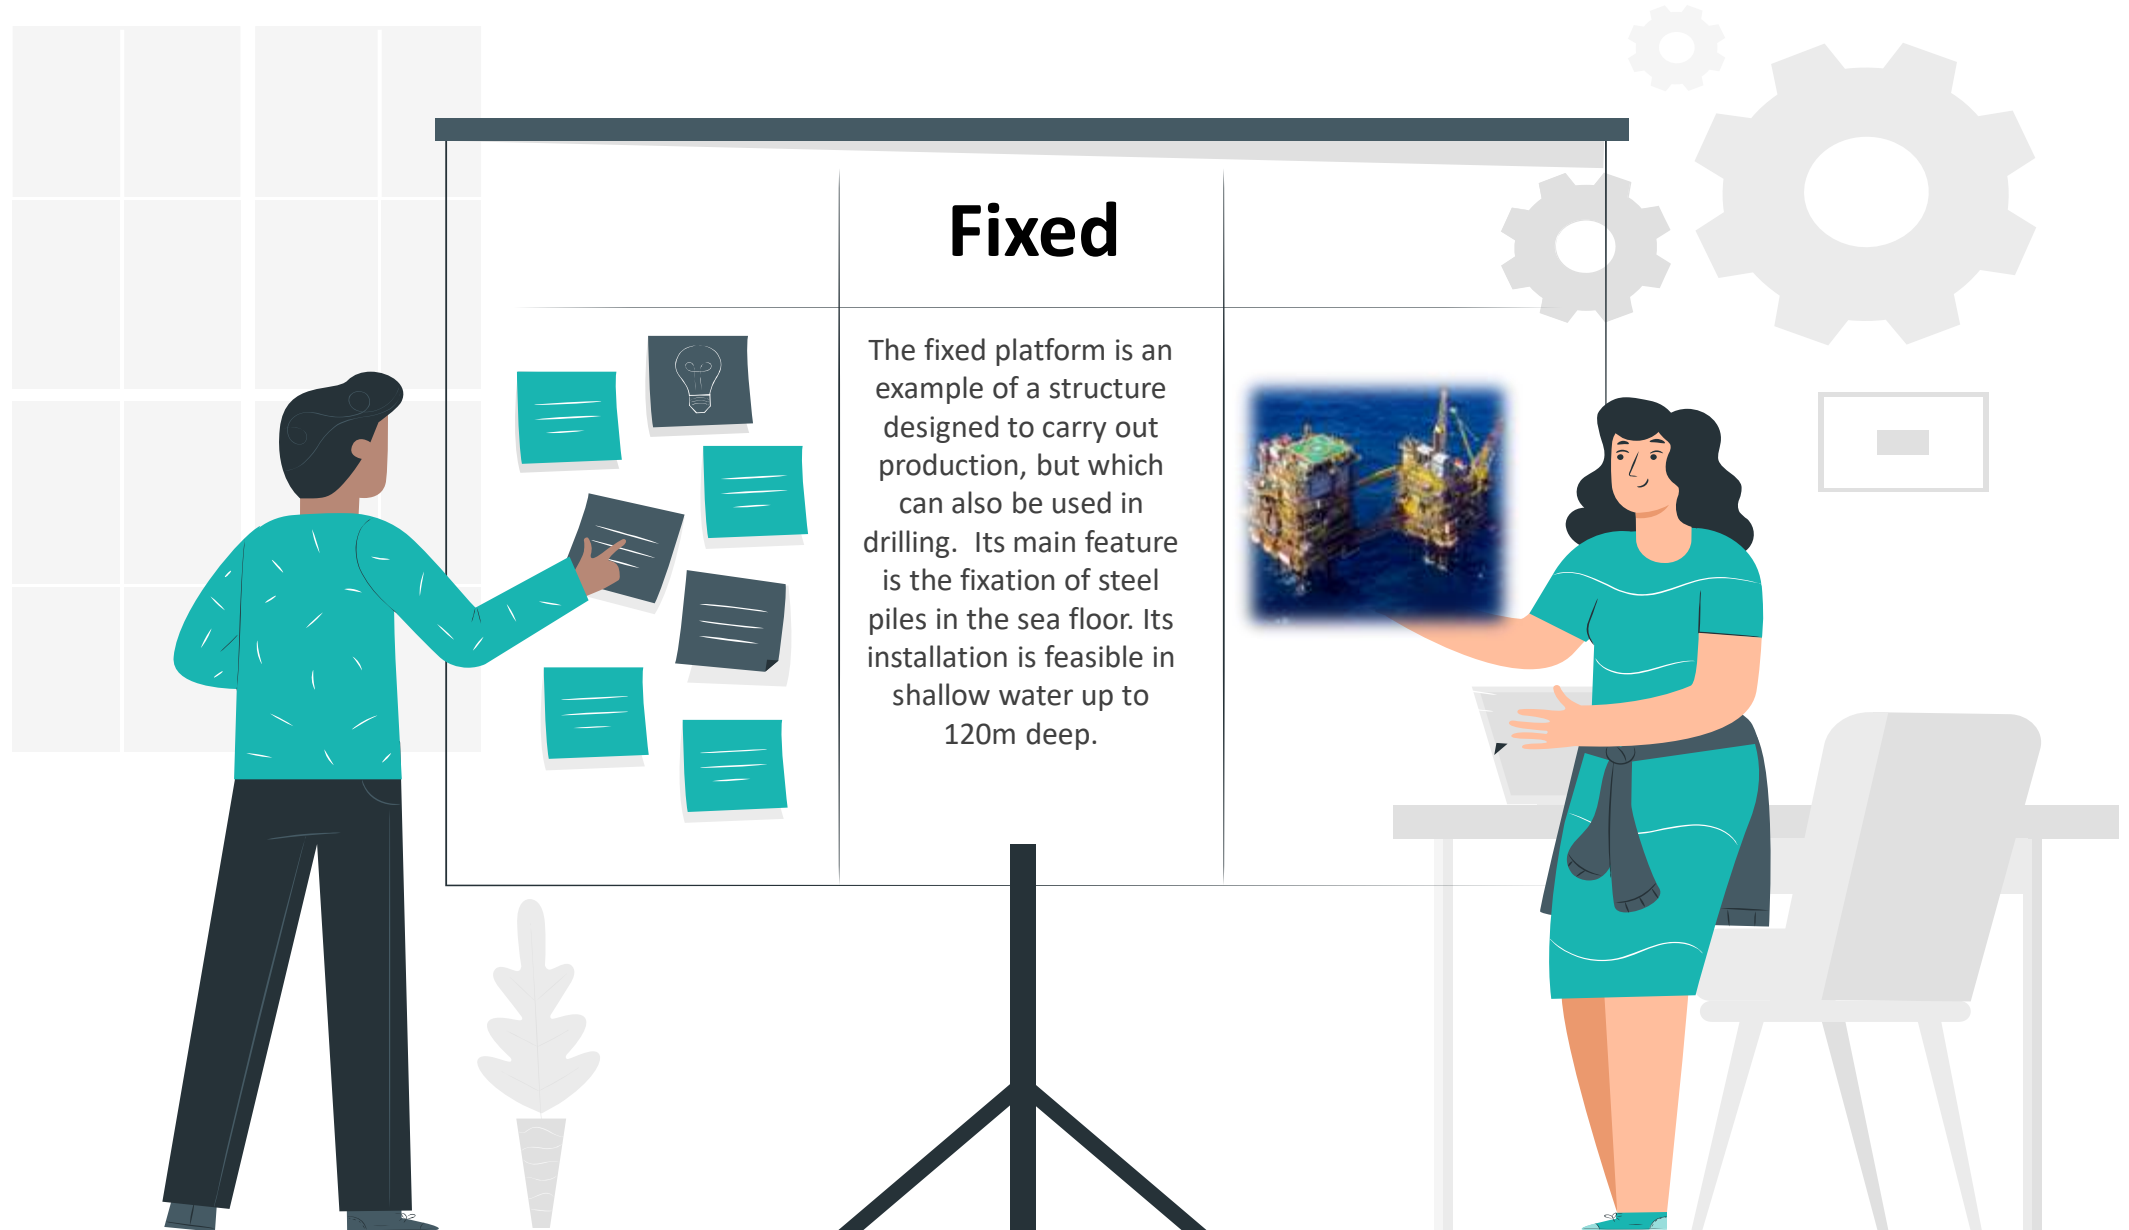 Fixed
The fixed platform is an
example of a structure
designed to carry out
production, but which
can also be used in
drilling.  Its main feature
is the fixation of steel
piles in the sea floor. Its
installation is feasible in
shallow water up to
120m deep.